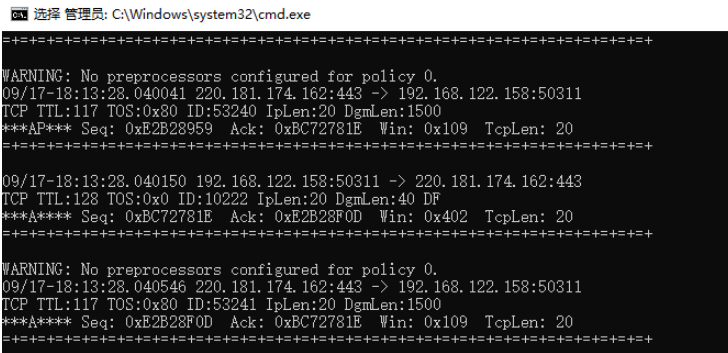 选择 管理员: C:\Windows\system32\cmd.exe
=+=+=+=+=+=+=+=+=+=+=+=+=+=+=+=+=+=+=+=+=+=+=+=+=+=+=+=+=+=+=+=+=+=+=+=+=+
WARNING: No preprocessors configured for policy 0.
09/17-18:13:28.040041 220.181.174.162:443 -> 192.168.122.158:50311
TCP TTL:117 TOS:0x80 ID:53240 IpLen:20 DgmLen:1500
***AP*** Seq: 0xE2B28959  Ack: 0xBC72781E  Win: 0x109  TcpLen: 20
=+=+=+=+=+=+=+=+=+=+=+=+=+=+=+=+=+=+=+=+=+=+=+=+=+=+=+=+=+=+=+=+=+=+=+=+=+
09/17-18:13:28.040150 192.168.122.158:50311 -> 220.181.174.162:443
TCP TTL:128 TOS:0x0 ID:10222 IpLen:20 DgmLen:40 DF
***A**** Seq: 0xBC72781E  Ack: 0xE2B28F0D  Win: 0x402  TcpLen: 20
=+=+=+=+=+=+=+=+=+=+=+=+=+=+=+=+=+=+=+=+=+=+=+=+=+=+=+=+=+=+=+=+=+=+=+=+=+
WARNING: No preprocessors configured for policy 0.
09/17-18:13:28.040546 220.181.174.162:443 -> 192.168.122.158:50311
TCP TTL:117 TOS:0x80 ID:53241 IpLen:20 DgmLen:1500
***A**** Seq: 0xE2B28F0D  Ack: 0xBC72781E  Win: 0x109  TcpLen: 20
=+=+=+=+=+=+=+=+=+=+=+=+=+=+=+=+=+=+=+=+=+=+=+=+=+=+=+=+=+=+=+=+=+=+=+=+=+